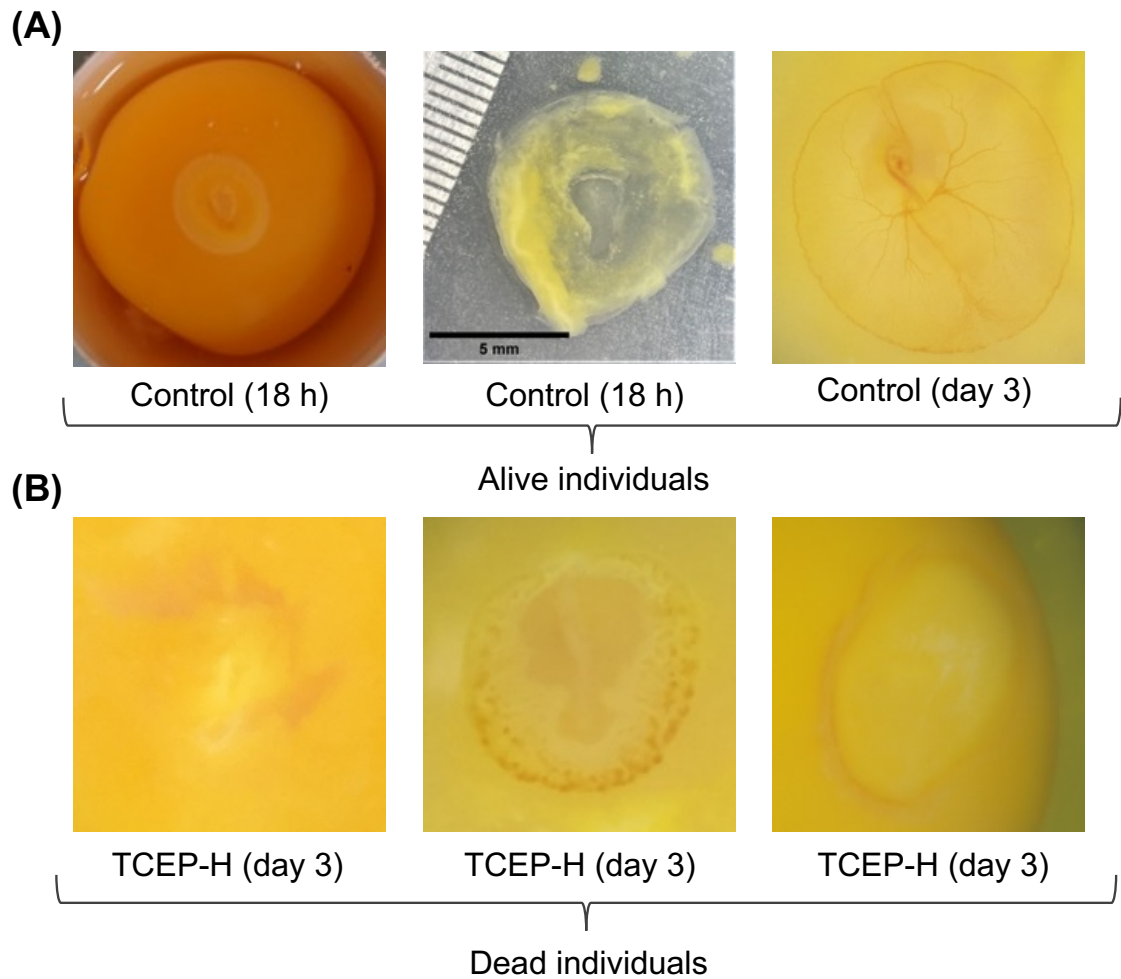 (A)
5 mm
Control (18 h)
Control (18 h)
Control (day 3)
Alive individuals
(B)
TCEP-H (day 3)
TCEP-H (day 3)
TCEP-H (day 3)
Dead individuals